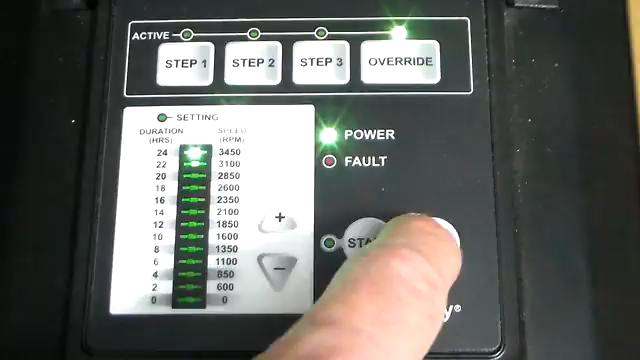 ACTIVE
STEP 1 STEP 2 STEP 3 OVERRIDE
SETTING
DURATION SPEED
(HRS) (RPM)
POWER
FAULT
24 3450
22 3100
20 2850
18 2600
16 2350
14 2100
12 1850
10 1600
8 1350
6 1100
4 850
2 600
0 0
+
−